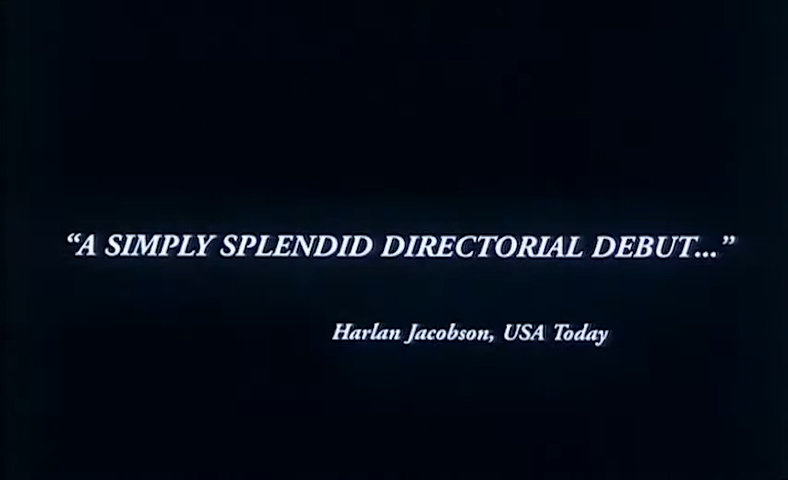 “A SIMPLY SPLENDID DIRECTORIAL DEBUT...”
Harlan Jacobson, USA Today